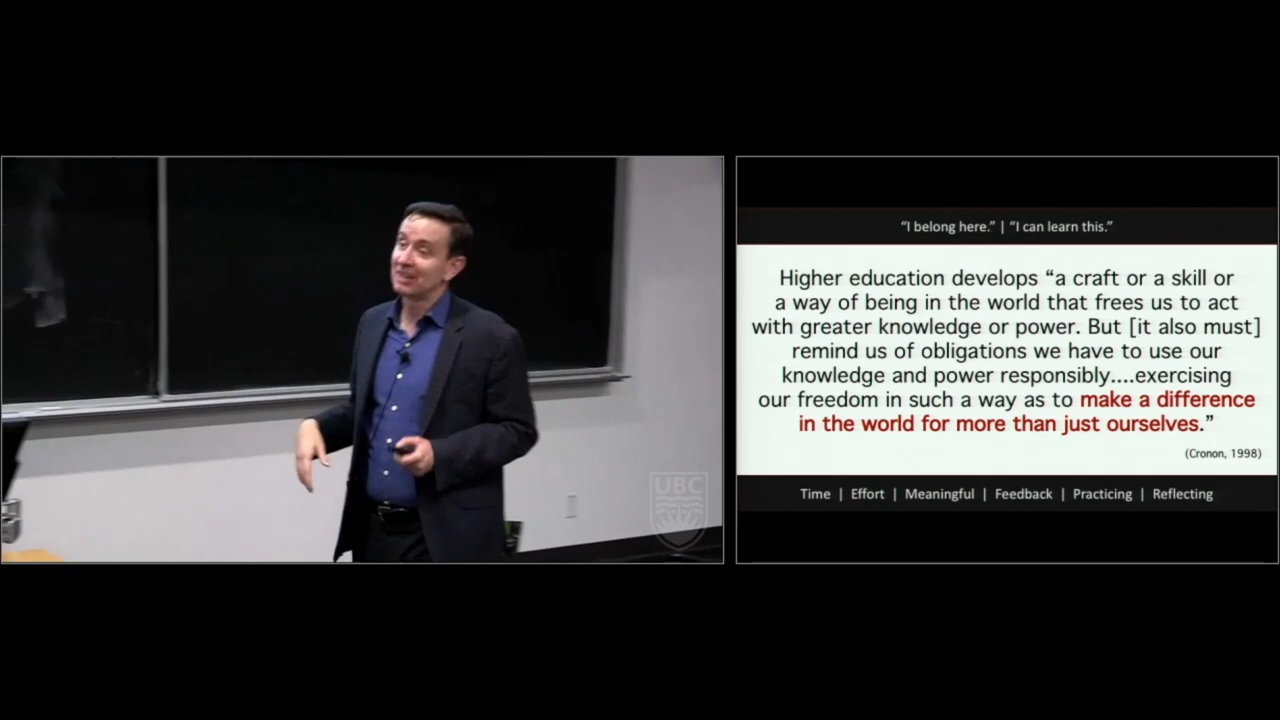 UBC
“I belong here.” | “I can learn this.”
Higher education develops “a craft or a skill or
a way of being in the world that frees us to act
with greater knowledge or power. But [it also must]
remind us of obligations we have to use our
knowledge and power responsibly....exercising
our freedom in such a way as to make a difference
in the world for more than just ourselves.”
(Cronon, 1998)
Time | Effort | Meaningful | Feedback | Practicing | Reflecting